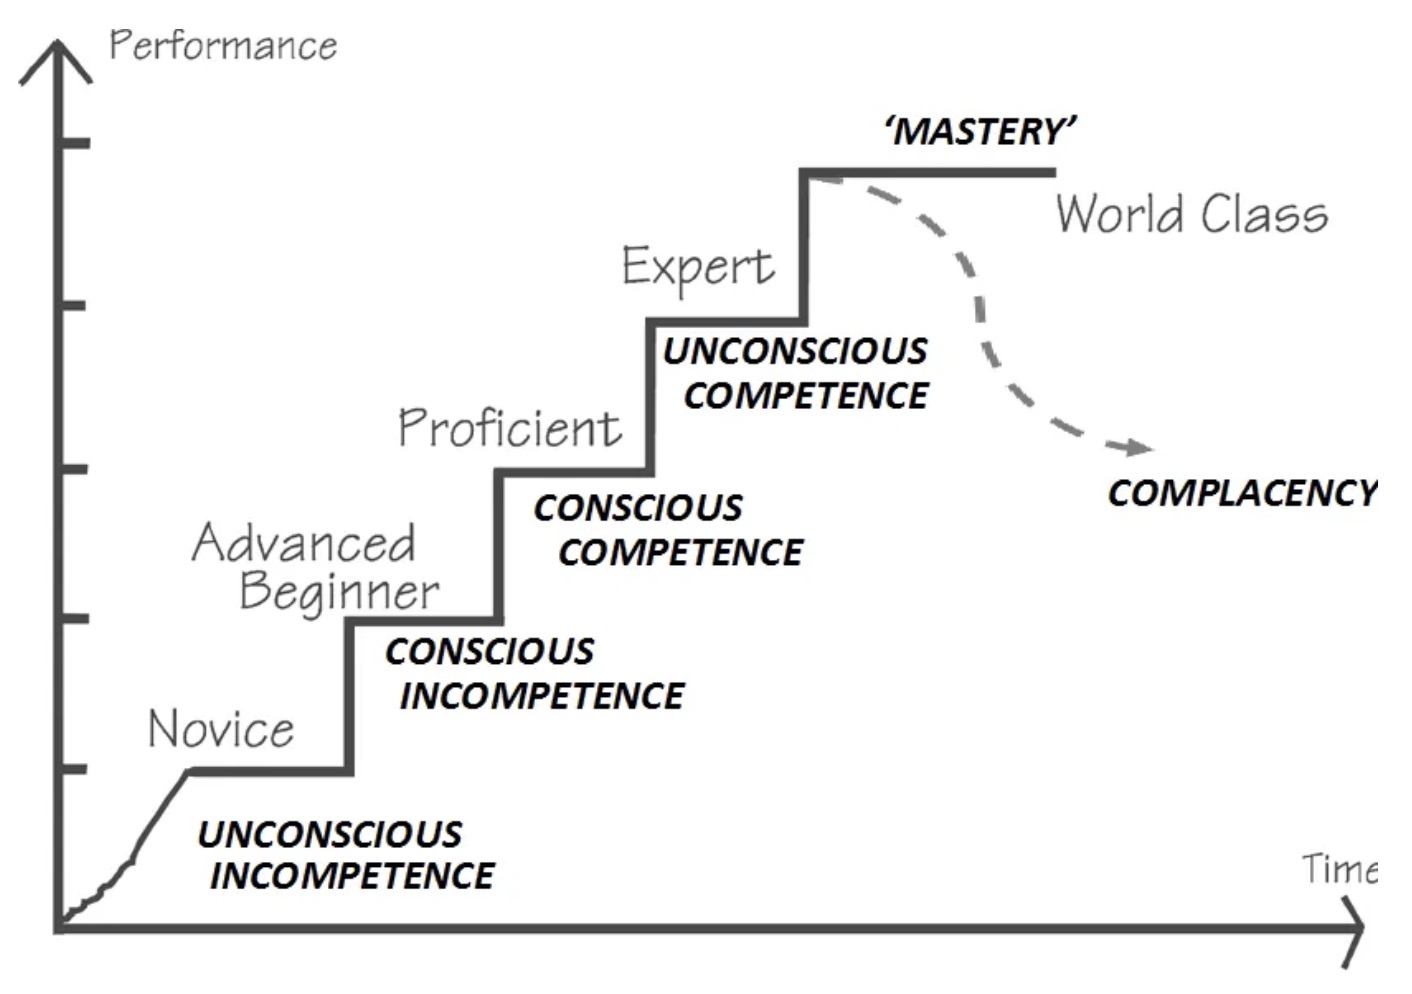 Performance
‘MASTERY’
World Class
Expert
UNCONSCIOUS
COMPETENCE
Proficient
COMPLACENCY
CONSCIOUS
COMPETENCE
Advanced
Beginner
CONSCIOUS
INCOMPETENCE
Novice
UNCONSCIOUS
INCOMPETENCE
Time